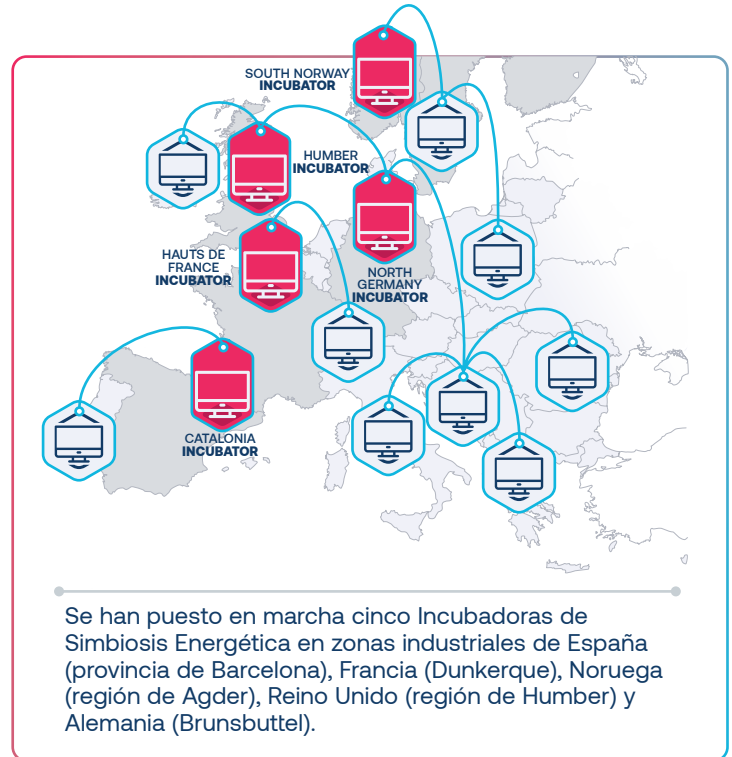 SOUTH NORWAY
INCUBATOR
HUMBER
INCUBATOR
HAUTS DE
FRANCE
INCUBATOR
NORTH
GERMANY
INCUBATOR
CATALONIA
INCUBATOR
Se han puesto en marcha cinco Incubadoras de
Simbiosis Energética en zonas industriales de España
(provincia de Barcelona), Francia (Dunkerque), Noruega
(región de Agder), Reino Unido (región de Humber) y
Alemania (Brunsbuttel).